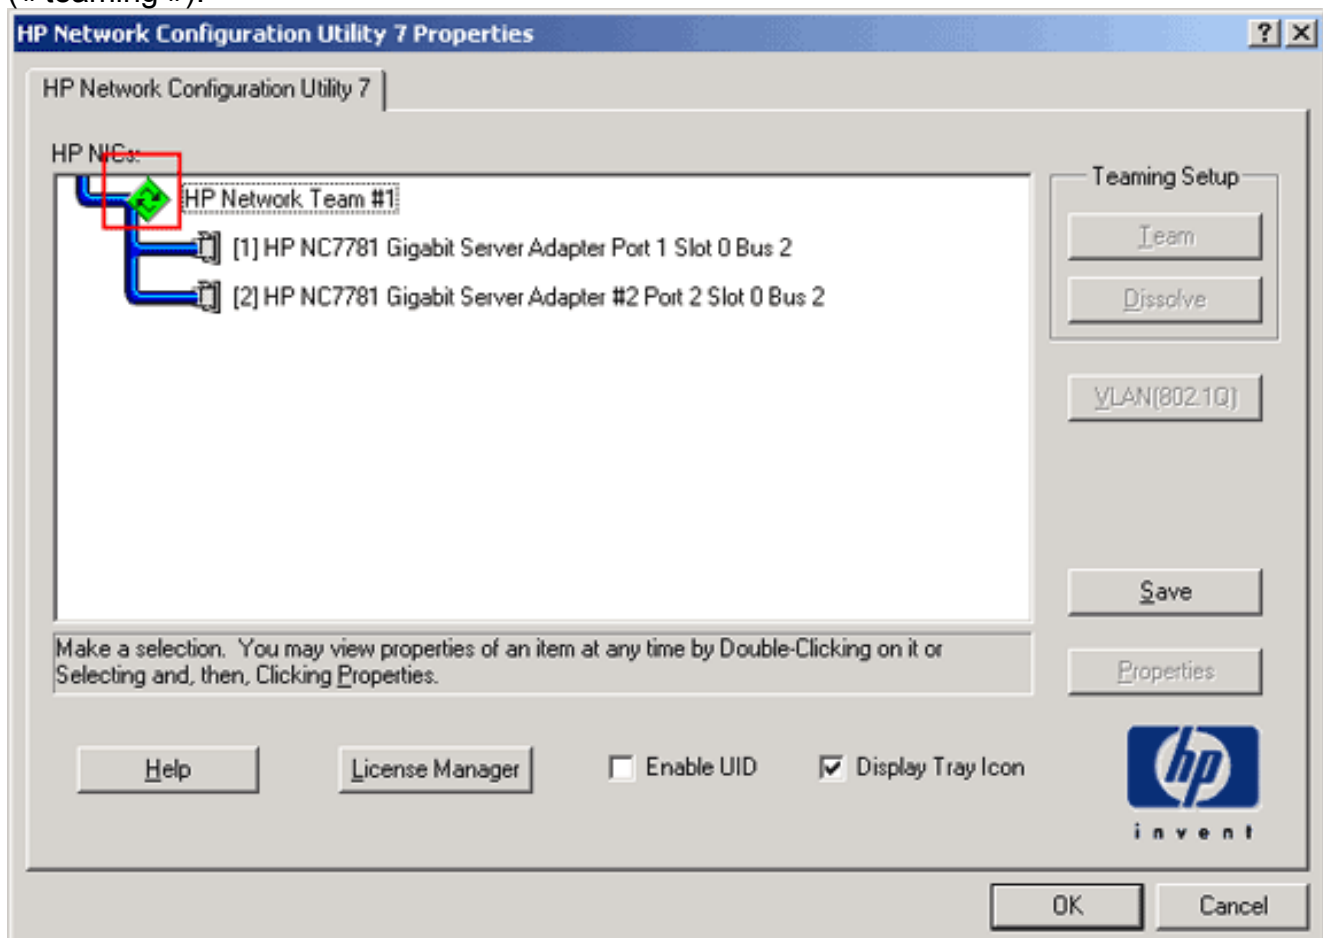 (« teaming »).
HP Network Configuration Utility 7 Properties
HP Network Configuration Utility 7
HP NICs:
HP Network Team #1
[1] HP NC7781 Gigabit Server Adapter Port 1 Slot 0 Bus 2
[2] HP NC7781 Gigabit Server Adapter #2 Port 2 Slot 0 Bus 2
Teaming Setup
Team
Dissolve
VLAN(802.1Q)
Save
Make a selection. You may view properties of an item at any time by Double-Clicking on it or
Selecting and, then, Clicking Properties.
Properties
Help
License Manager
Enable UID
Display Tray Icon
hp
invent
OK
Cancel